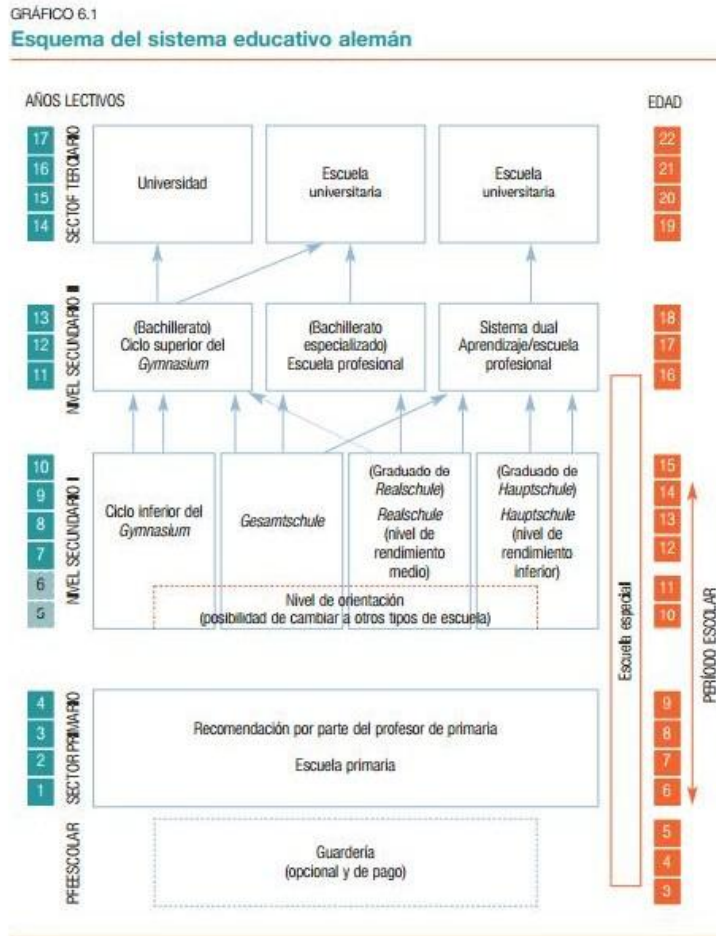 GRÁFICO 6.1
Esquema del sistema educativo alemán
AÑOS LECTIVOS
EDAD
17
16
15
14
SECTOF TERCIARIO
Universidad
Escuela
universitaria
Escuela
universitaria
22
21
20
19
13
12
11
NIVEL SECUNDARIO II
(Bachillerato)
Ciclo superior del
Gymnasium
(Bachillerato
especializado)
Escuela profesional
Sistema dual
Aprendizaje/escuela
profesional
18
17
16
10
9
8
7
6
5
NIVEL SECUNDARIO I
Ciclo inferior del
Gymnasium
Gesamtschule
(Graduado de
Realschule)
Realschule
(nivel de
rendimiento
medio)
(Graduado de
Hauptschule)
Hauptschule
(nivel de
rendimiento
inferior)
Nivel de orientación
(posibilidad de cambiar a otros tipos de escuela)
15
14
13
12
11
10
Escuela especial
PERÍODO ESCOLAR
4
3
2
1
SECTOR PRIMARIO
Recomendación por parte del profesor de primaria
Escuela primaria
9
8
7
6
PFEESCOLAR
Guardería
(opcional y de pago)
5
4
3